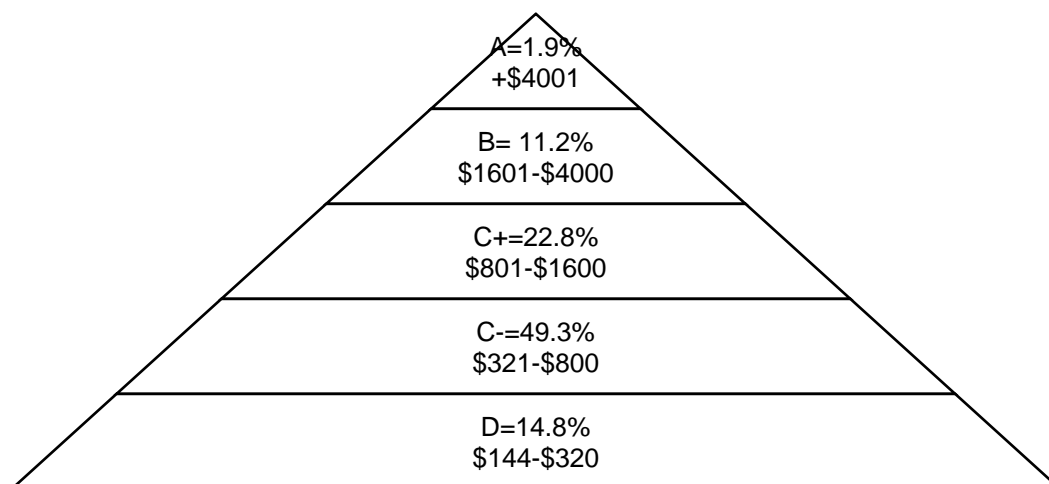 A=1.9%
+$4001
B= 11.2%
$1601-$4000
C+=22.8%
$801-$1600
C-=49.3%
$321-$800
D=14.8%
$144-$320